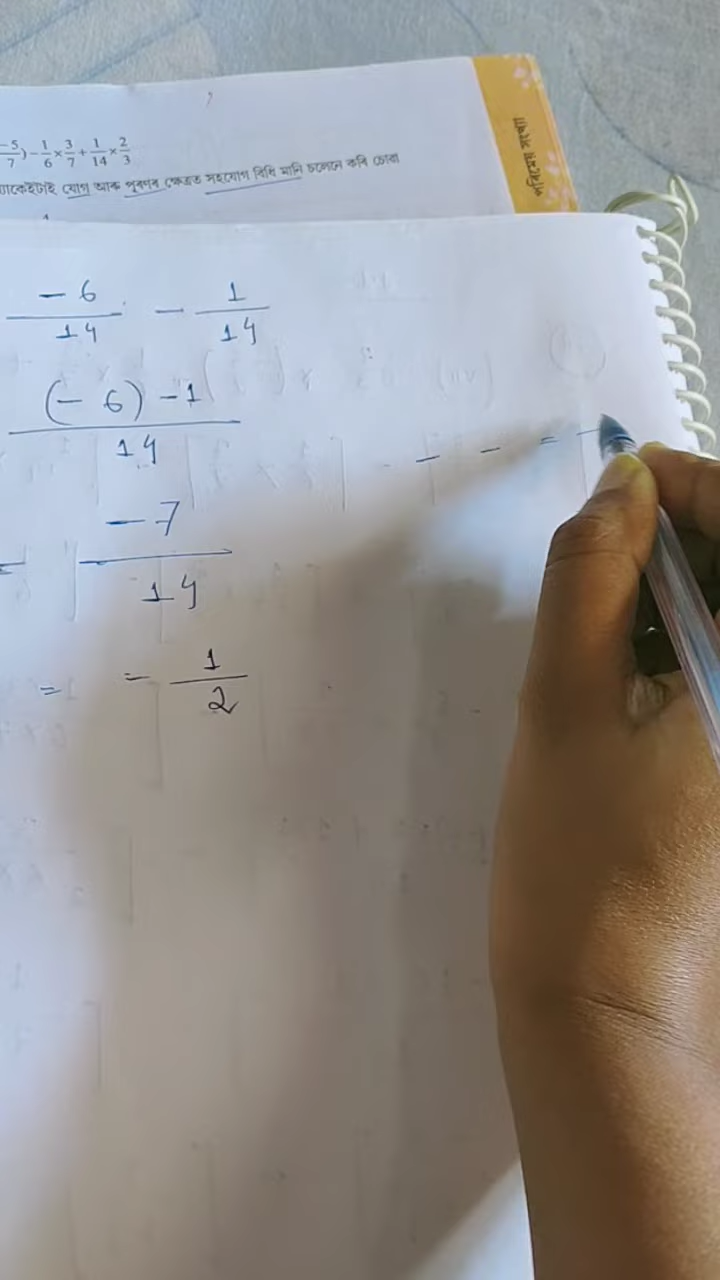 -5/7) - 1/6 × 3/7 + 1/14 × 2/3
যোগ আৰু পূৰণৰ ক্ষেত্ৰত সহযোগ বিধি মানি চলেনে কৰি চোৱা
পৰিমেয় সংখ্যা
-6/14 - 1/14
(-6) -1/14
- - =
= -7/14
= - 1/2